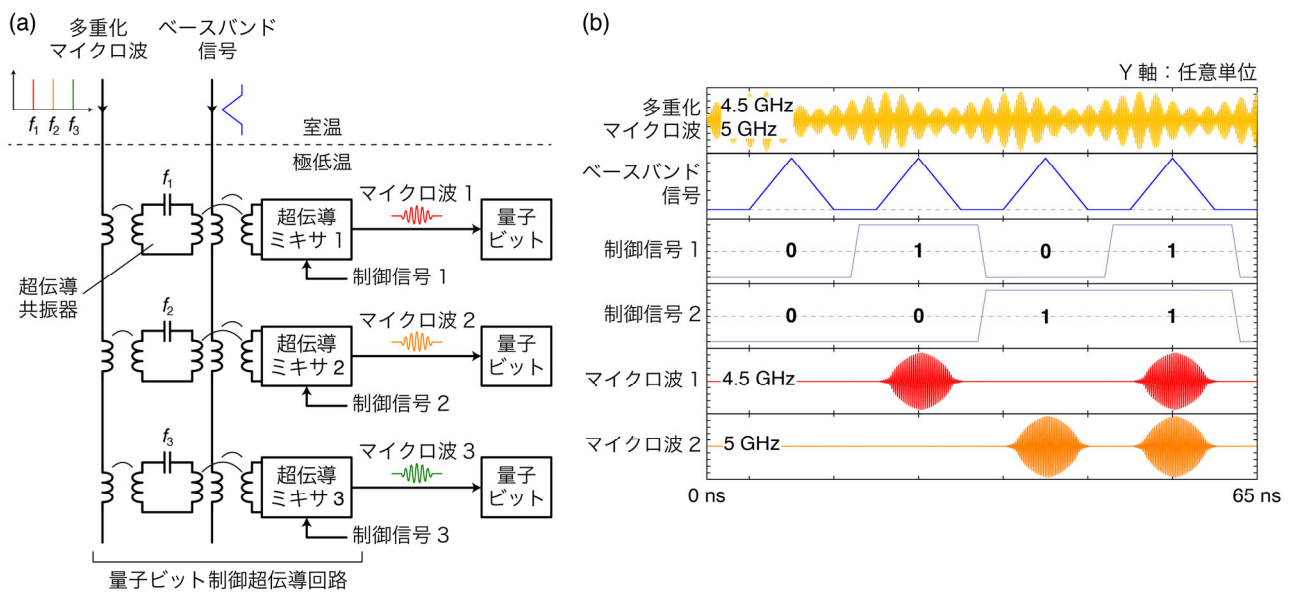 (a)
多重化
マイクロ波
ベースバンド
信号
f1 f2 f3
室温
極低温
f1
マイクロ波 1
超伝導
ミキサ 1
量子
ビット
制御信号 1
超伝導
共振器
f2
マイクロ波 2
超伝導
ミキサ 2
量子
ビット
制御信号 2
f3
マイクロ波 3
超伝導
ミキサ 3
量子
ビット
制御信号 3
量子ビット制御超伝導回路
(b)
Y 軸：任意単位
多重化
マイクロ波
4.5 GHz
5 GHz
ベースバンド
信号
制御信号 1
0 1 0 1
制御信号 2
0 0 1 1
マイクロ波 1
4.5 GHz
マイクロ波 2
5 GHz
0 ns
65 ns